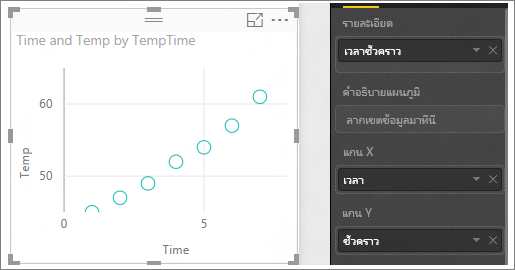 Time and Temp by TempTime
60
50
Temp
0
5
Time
รายละเอียด
เวลาชั่วคราว
คำอธิบายแผนภูมิ
ลากเขตข้อมูลมาที่นี่
แกน X
เวลา
แกน Y
ชั่วคราว